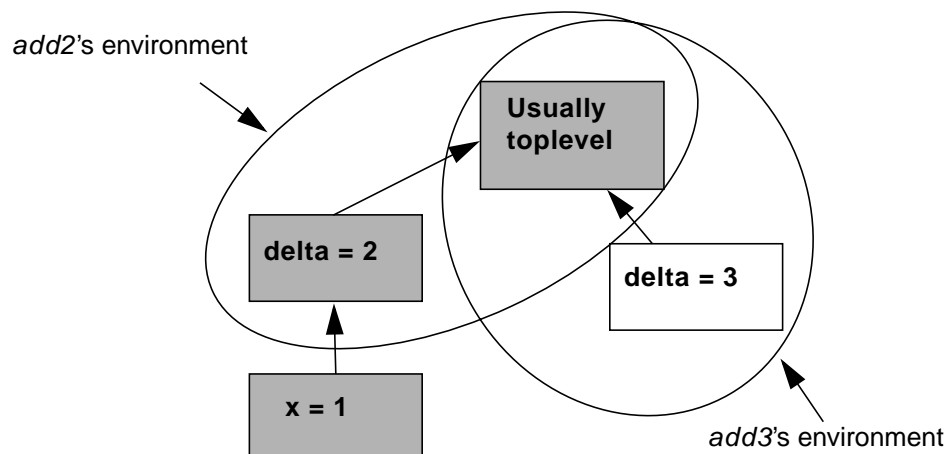 add2's environment
Usually
toplevel
delta = 2
delta = 3
x = 1
add3's environment